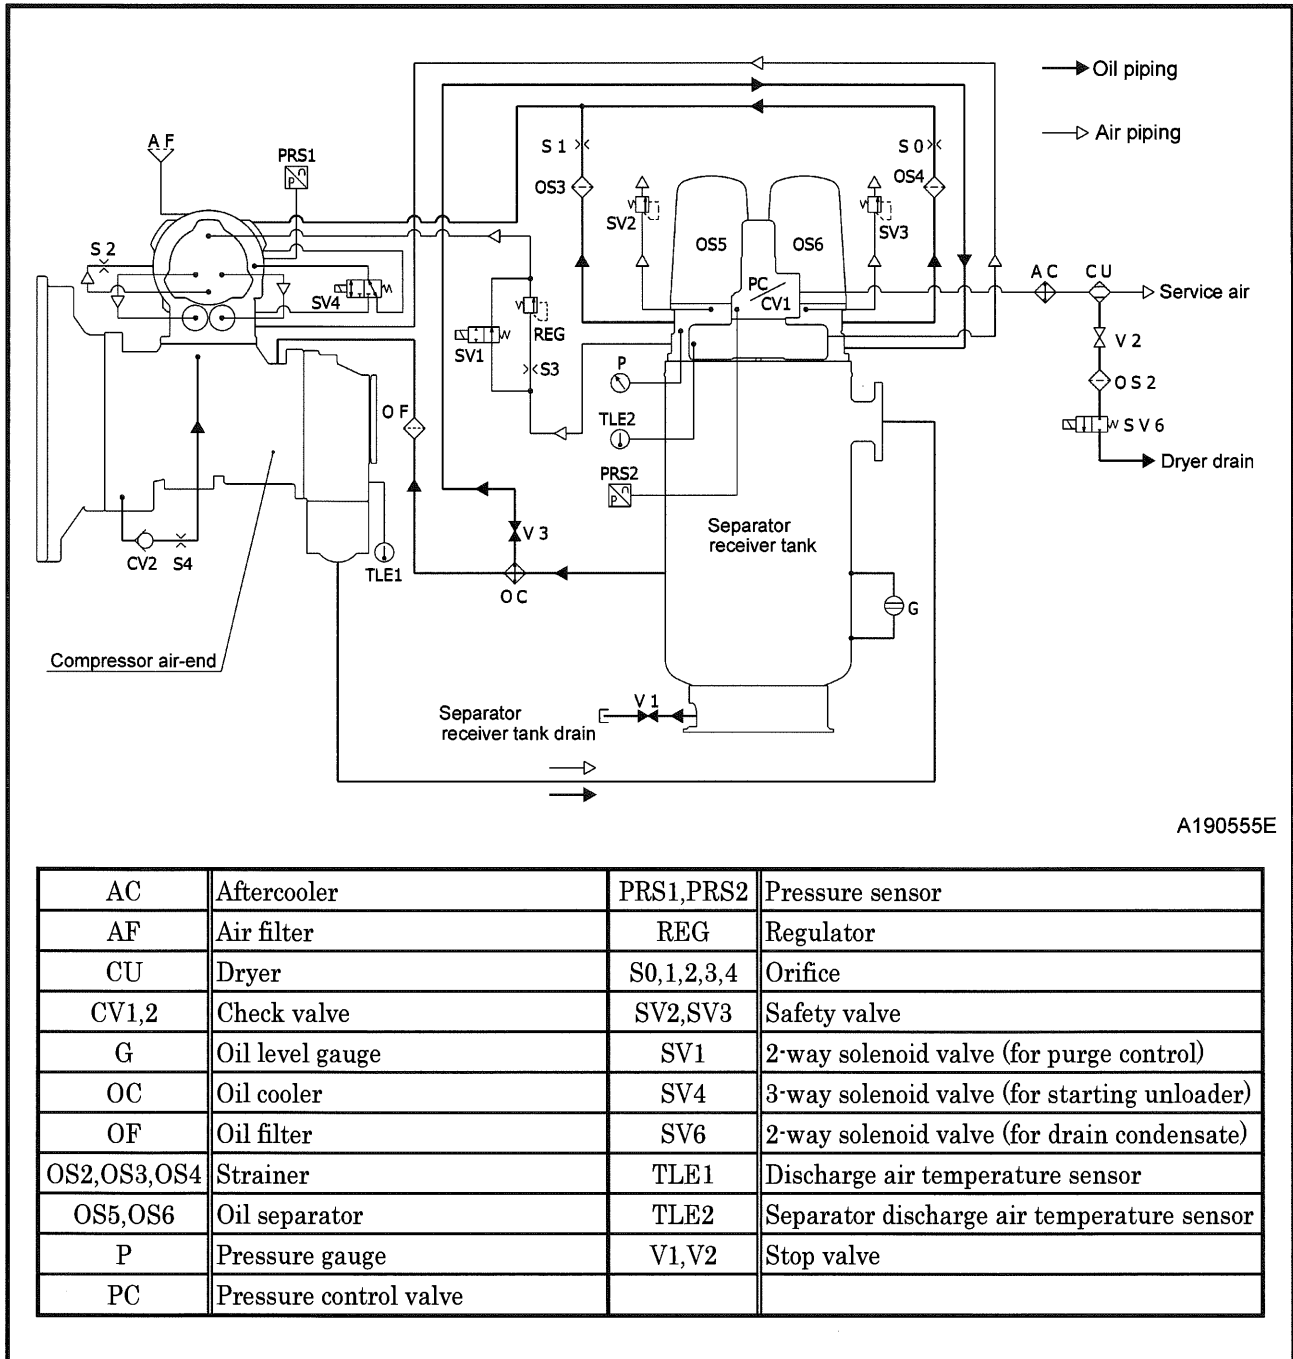 Oil piping
Air piping
A F
PRS1
S 1
S 0
OS3
OS4
SV2
SV3
OS5
OS6
S 2
SV4
PC
CV1
A C
C U
Service air
SV1
REG
S3
P
V 2
O S 2
TLE2
O F
S V 6
PRS2
Dryer drain
Separator
receiver tank
V 3
CV2
S4
TLE1
O C
G
Compressor air-end
V 1
Separator
receiver tank drain
A190555E
AC Aftercooler PRS1,PRS2 Pressure sensor
AF Air filter REG Regulator
CU Dryer S0,1,2,3,4 Orifice
CV1,2 Check valve SV2,SV3 Safety valve
G Oil level gauge SV1 2-way solenoid valve (for purge control)
OC Oil cooler SV4 3-way solenoid valve (for starting unloader)
OF Oil filter SV6 2-way solenoid valve (for drain condensate)
OS2,OS3,OS4 Strainer TLE1 Discharge air temperature sensor
OS5,OS6 Oil separator TLE2 Separator discharge air temperature sensor
P Pressure gauge V1,V2 Stop valve
PC Pressure control valve